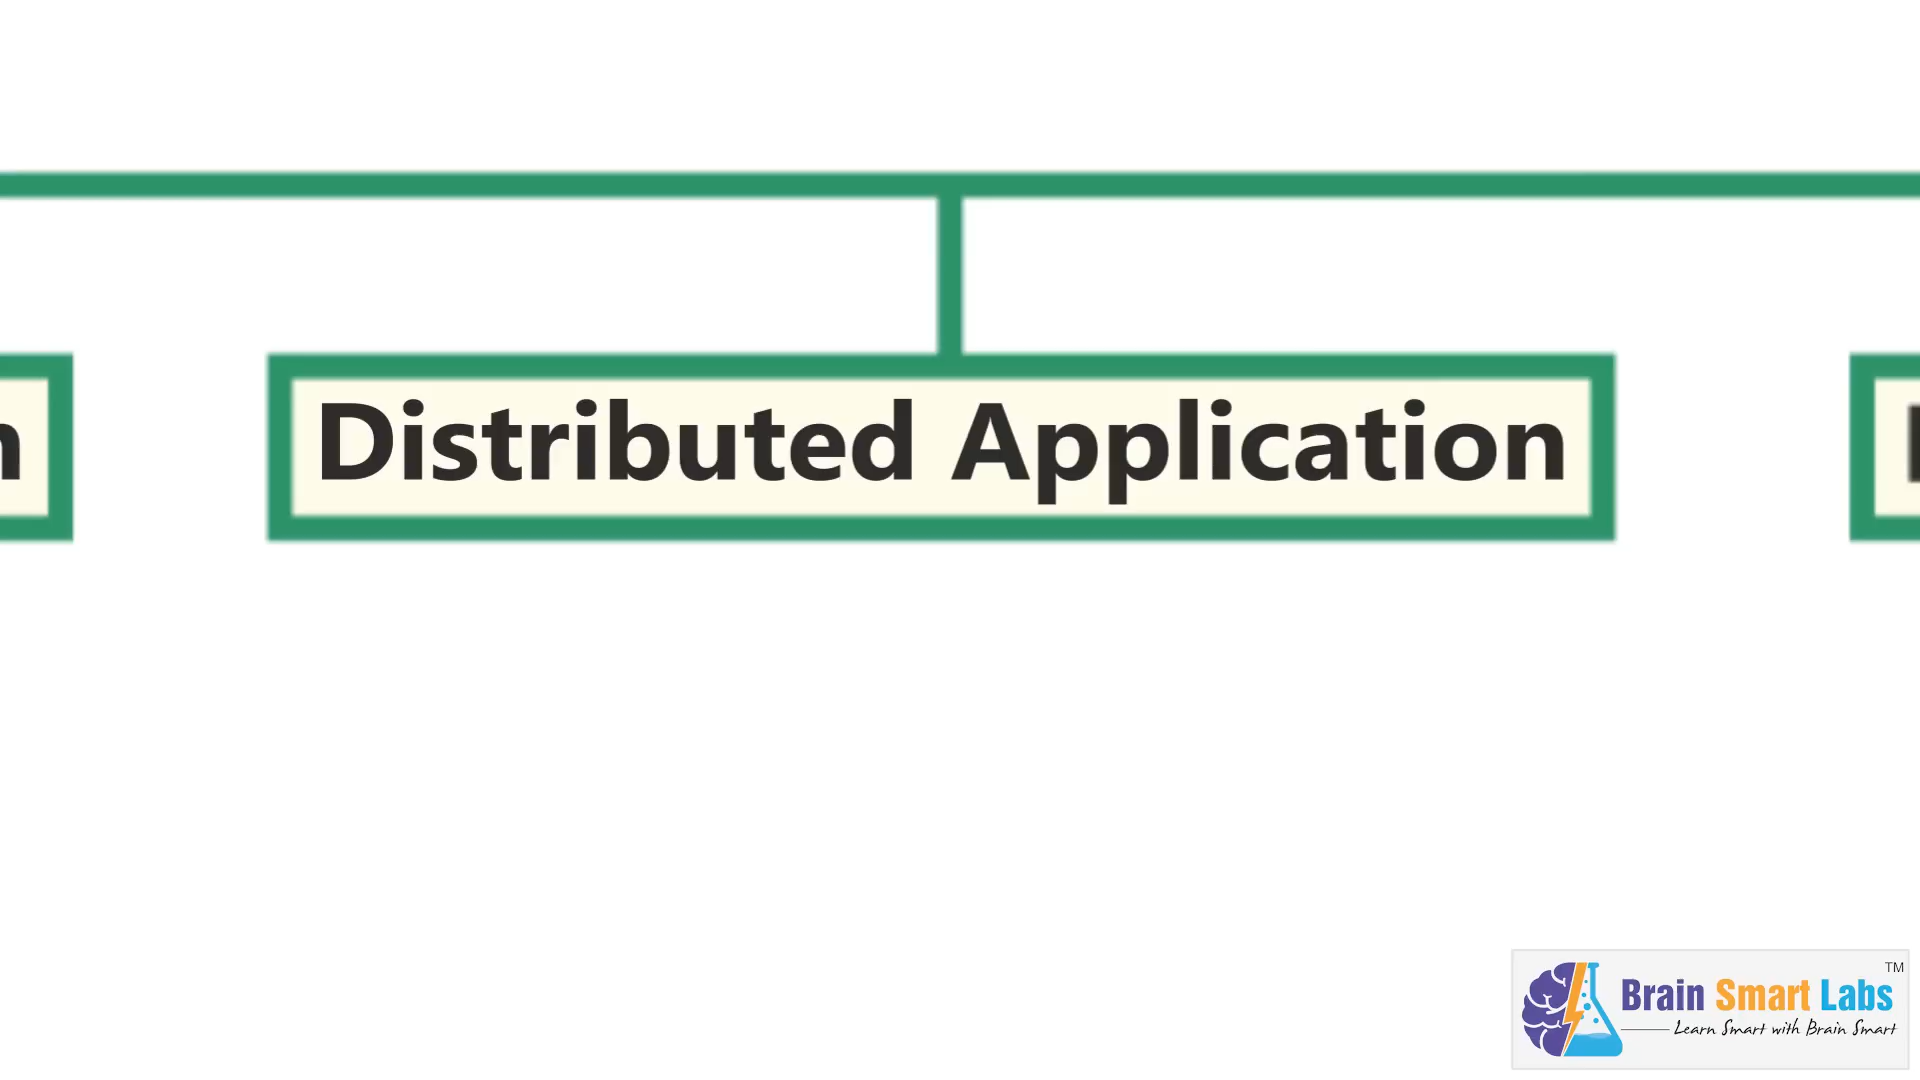 n
Distributed Application
TM
Brain Smart Labs
Learn Smart with Brain Smart